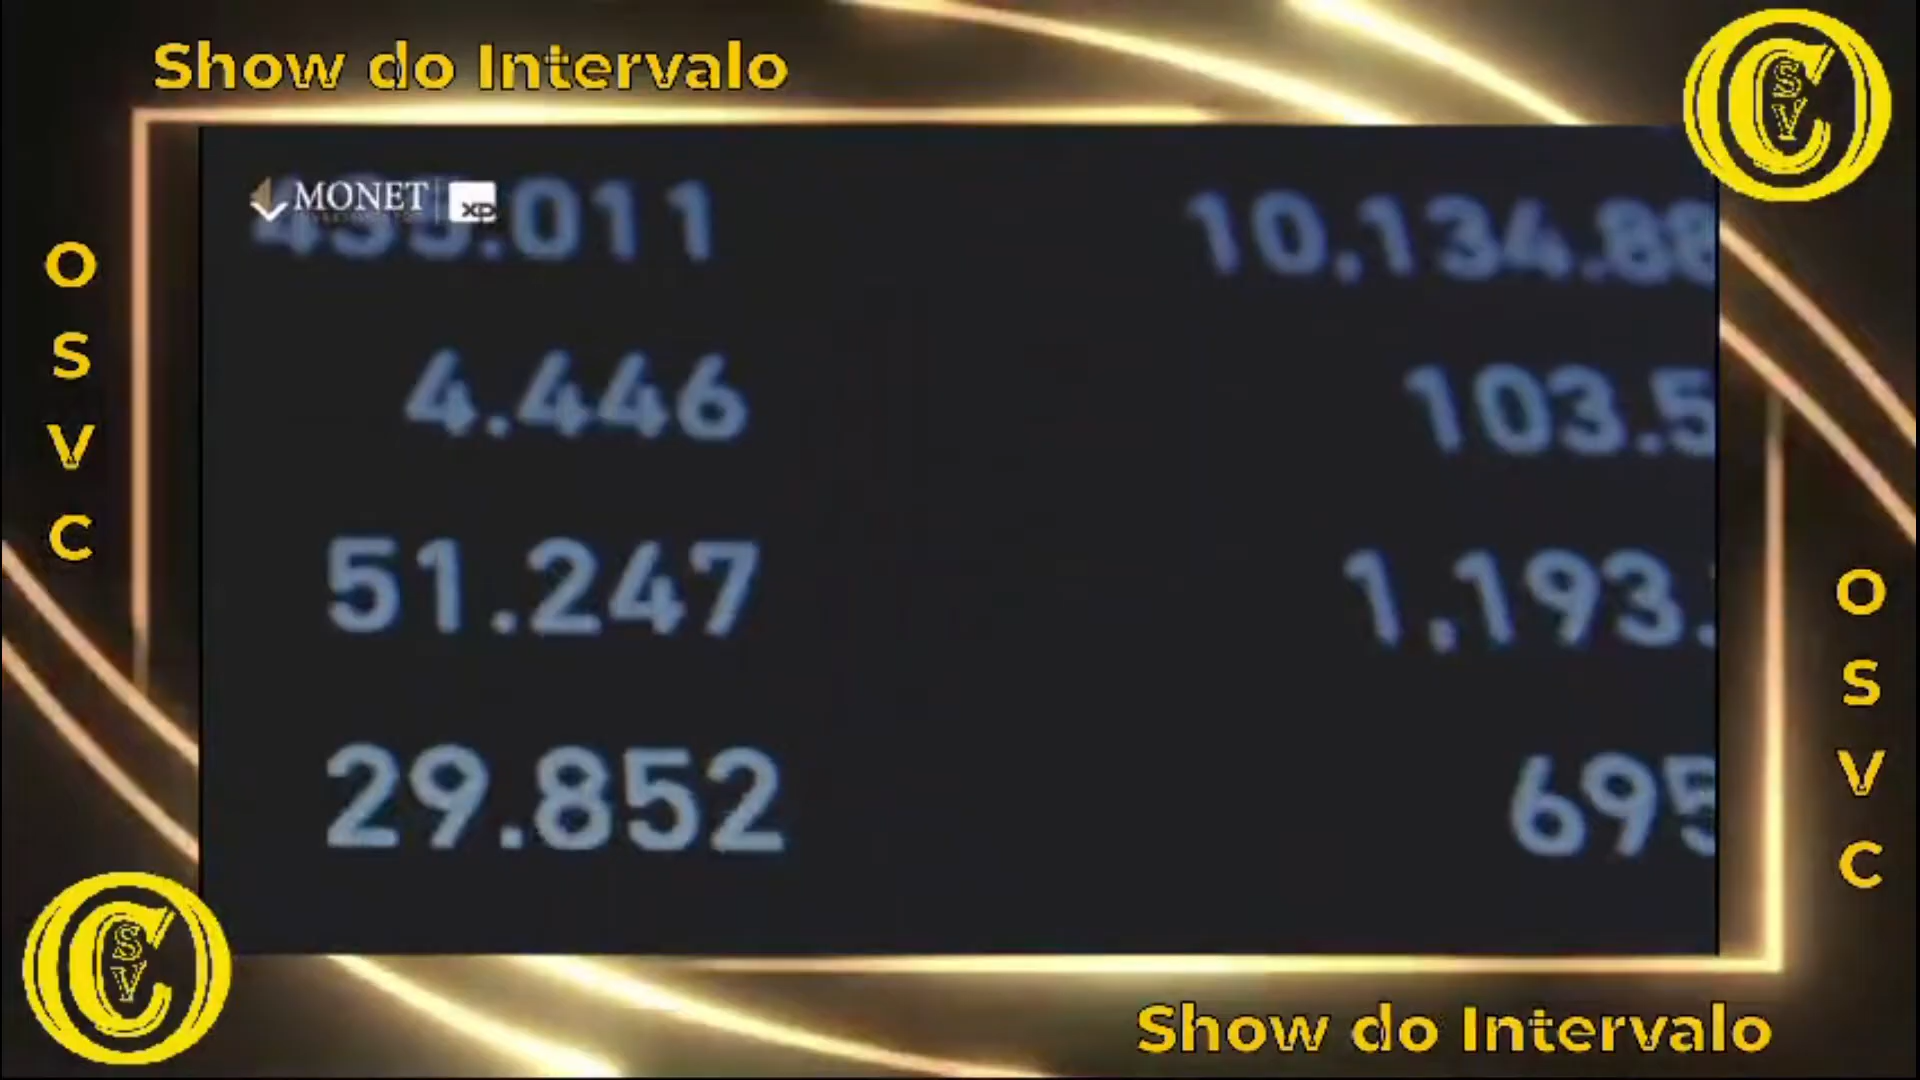 Show do Intervalo
O
S
V
C
MONET
XP
435.011
10,134.88
4.446
103.5
51.247
1,193.
29.852
695
O
S
V
C
Show do Intervalo